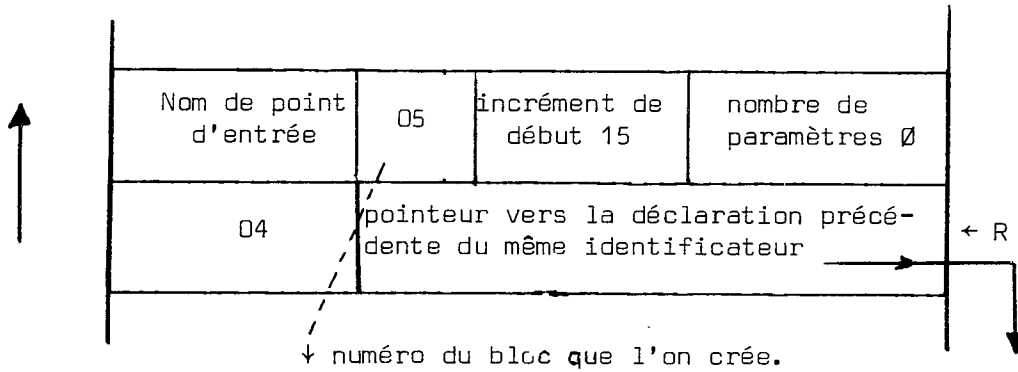 Nom de point
d'entrée
05
incrément de
début 15
nombre de
paramètres Ø
04
pointeur vers la déclaration précé-
dente du même identificateur
← R
↓ numéro du bloc que l'on crée.